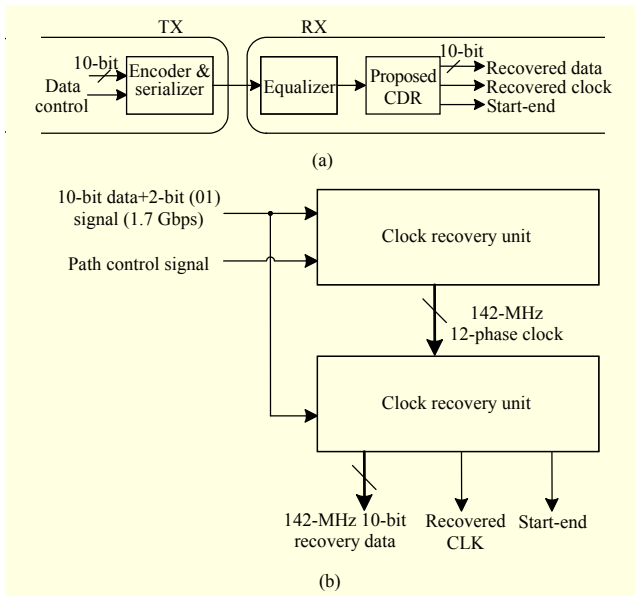 TX
RX
10-bit
Data
control
Encoder &
serializer
Equalizer
Proposed
CDR
10-bit
Recovered data
Recovered clock
Start-end
(a)
10-bit data+2-bit (01)
signal (1.7 Gbps)
Path control signal
Clock recovery unit
142-MHz
12-phase clock
Clock recovery unit
142-MHz 10-bit
recovery data
Recovered
CLK
Start-end
(b)